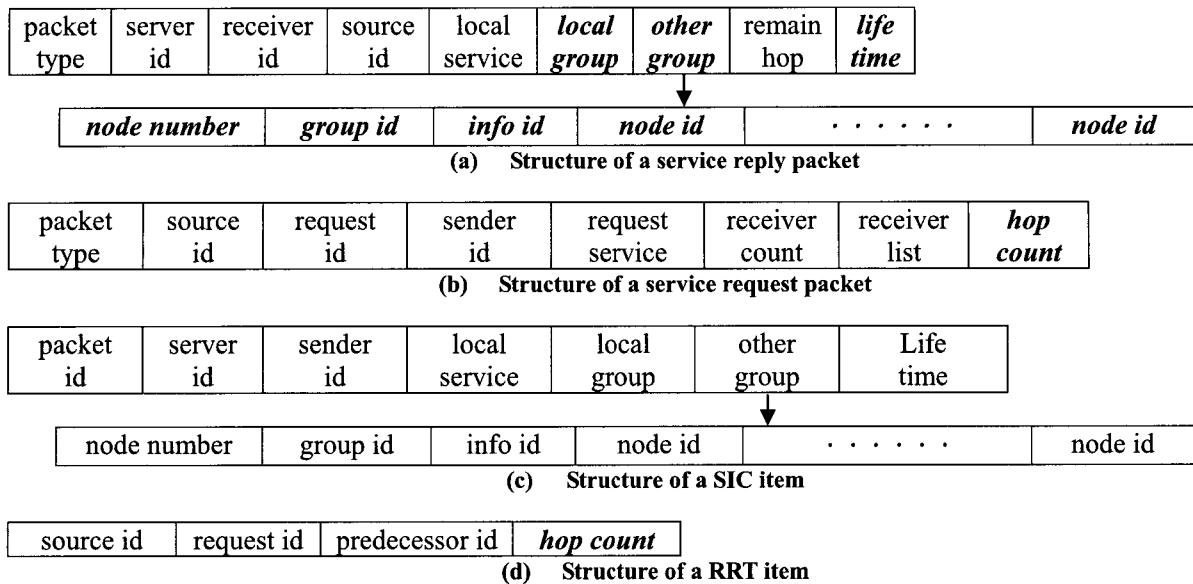 packet server receiver source local local other remain life
type id id id service group group hop time
node number group id info id node id . . . . . . node id
(a) Structure of a service reply packet
packet source request sender request receiver receiver hop
type id id id service count list count
(b) Structure of a service request packet
packet server sender local local other Life
id id id service group group time
node number group id info id node id . . . . . . node id
(c) Structure of a SIC item
source id request id predecessor id hop count
(d) Structure of a RRT item